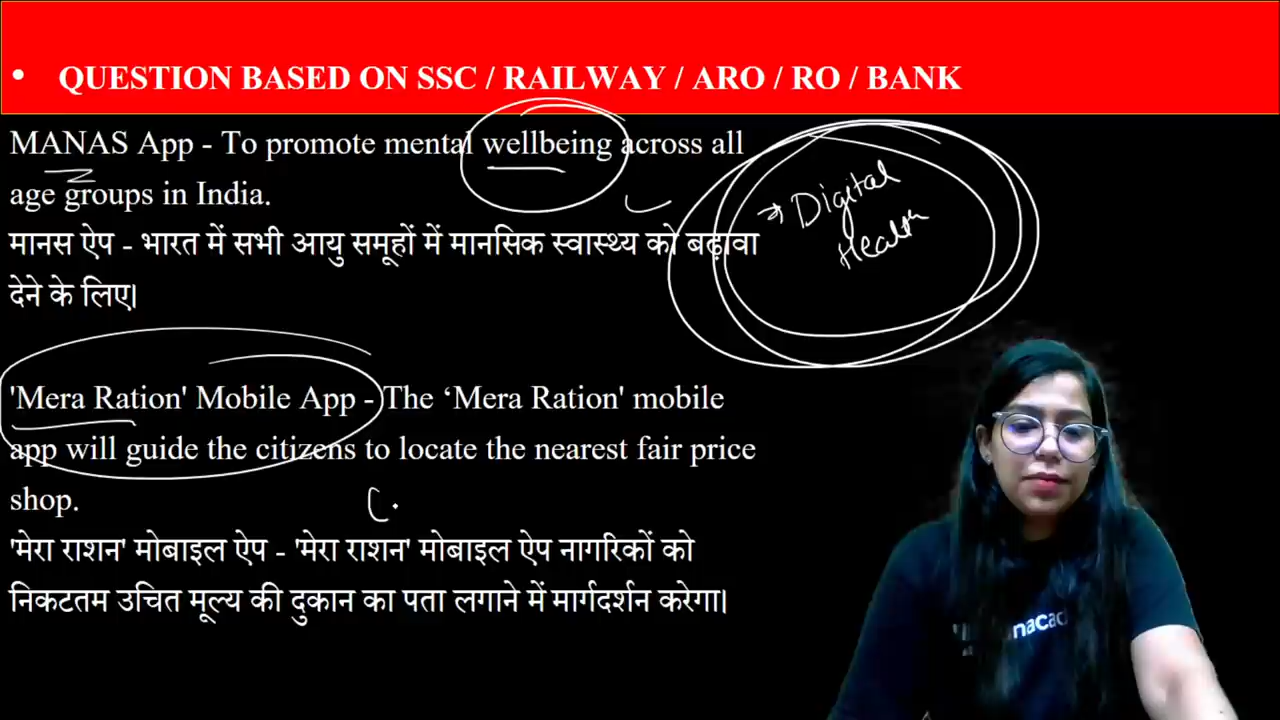 • QUESTION BASED ON SSC / RAILWAY / ARO / RO / BANK
MANAS App - To promote mental wellbeing across all
age groups in India.
मानस ऐप - भारत में सभी आयु समूहों में मानसिक स्वास्थ्य को बढ़ावा
देने के लिए।
→ Digital
Health
'Mera Ration' Mobile App - The ‘Mera Ration' mobile
app will guide the citizens to locate the nearest fair price
shop.
'मेरा राशन' मोबाइल ऐप - 'मेरा राशन' मोबाइल ऐप नागरिकों को
निकटतम उचित मूल्य की दुकान का पता लगाने में मार्गदर्शन करेगा।